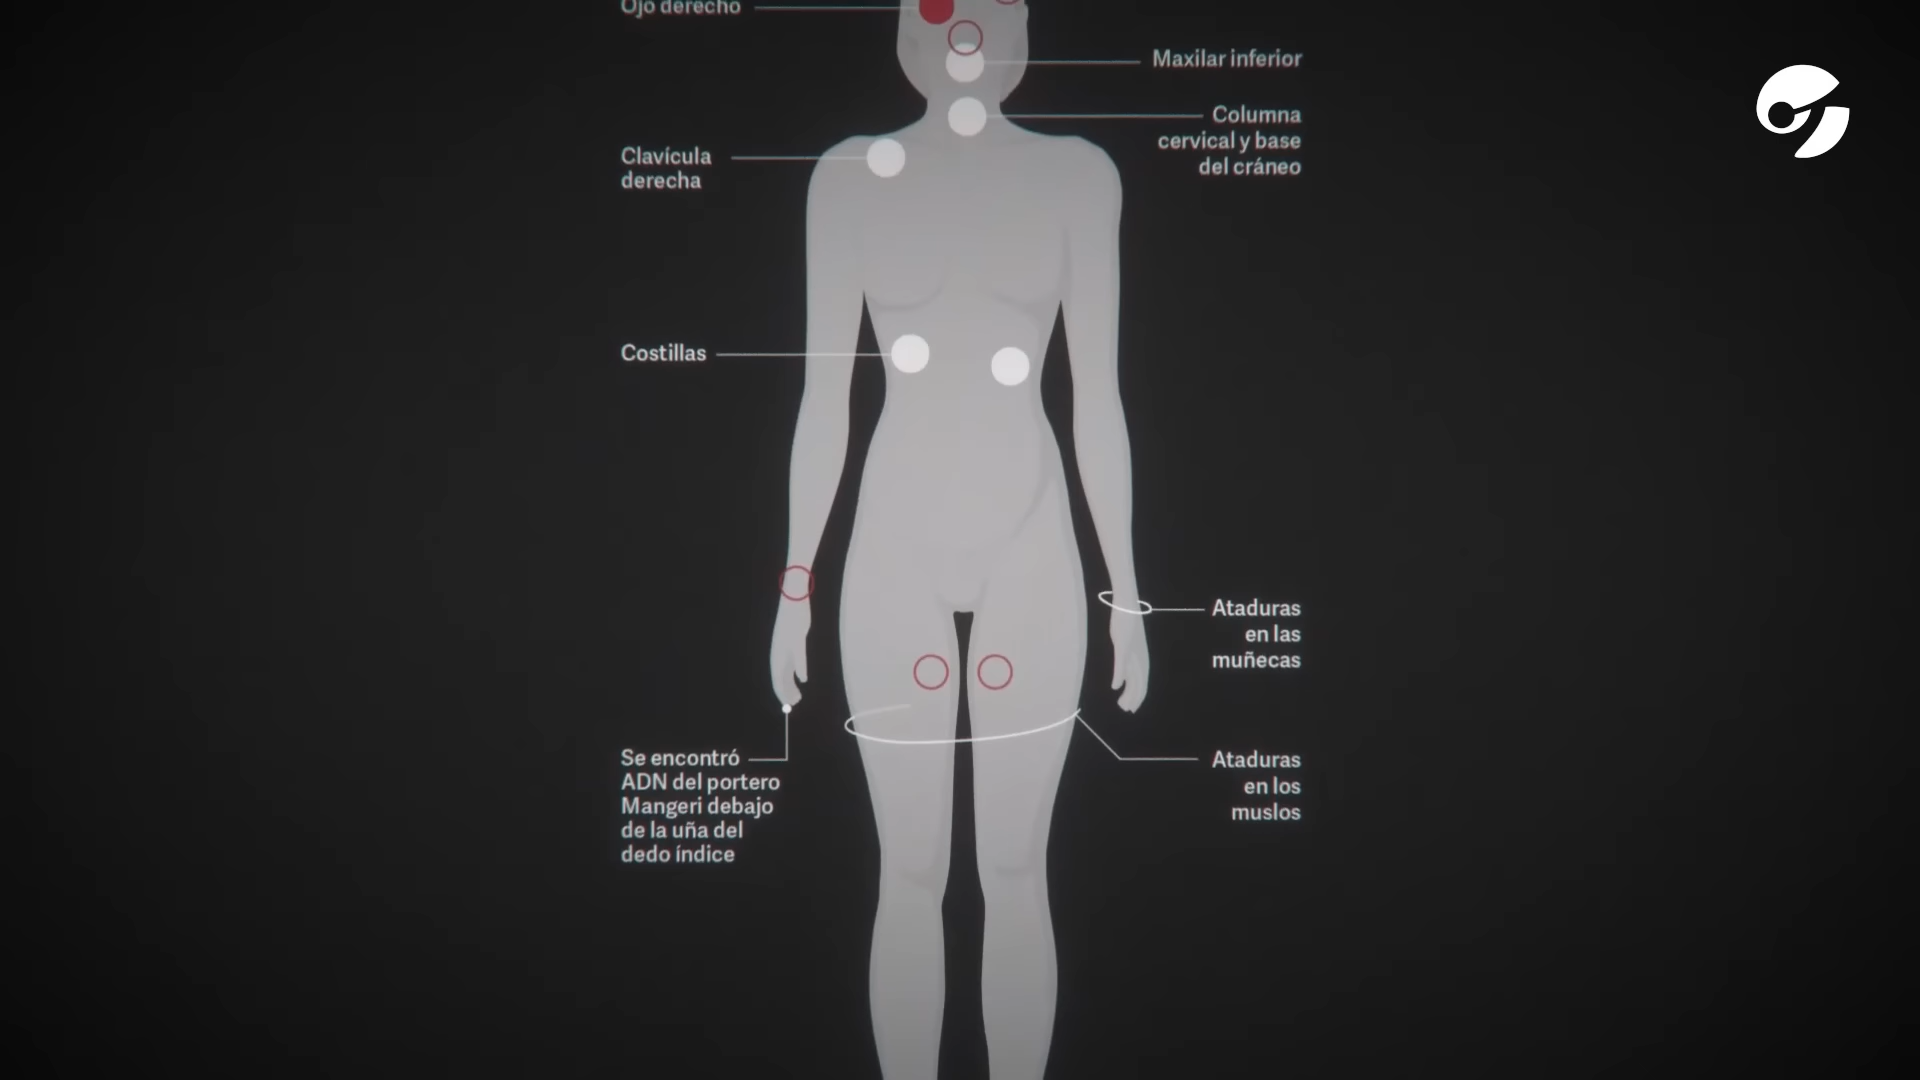 Ojo derecho
Maxilar inferior
Columna
cervical y base
del cráneo
Clavícula
derecha
Costillas
Ataduras
en las
muñecas
Se encontró
ADN del portero
Mangeri debajo
de la uña del
dedo índice
Ataduras
en los
muslos